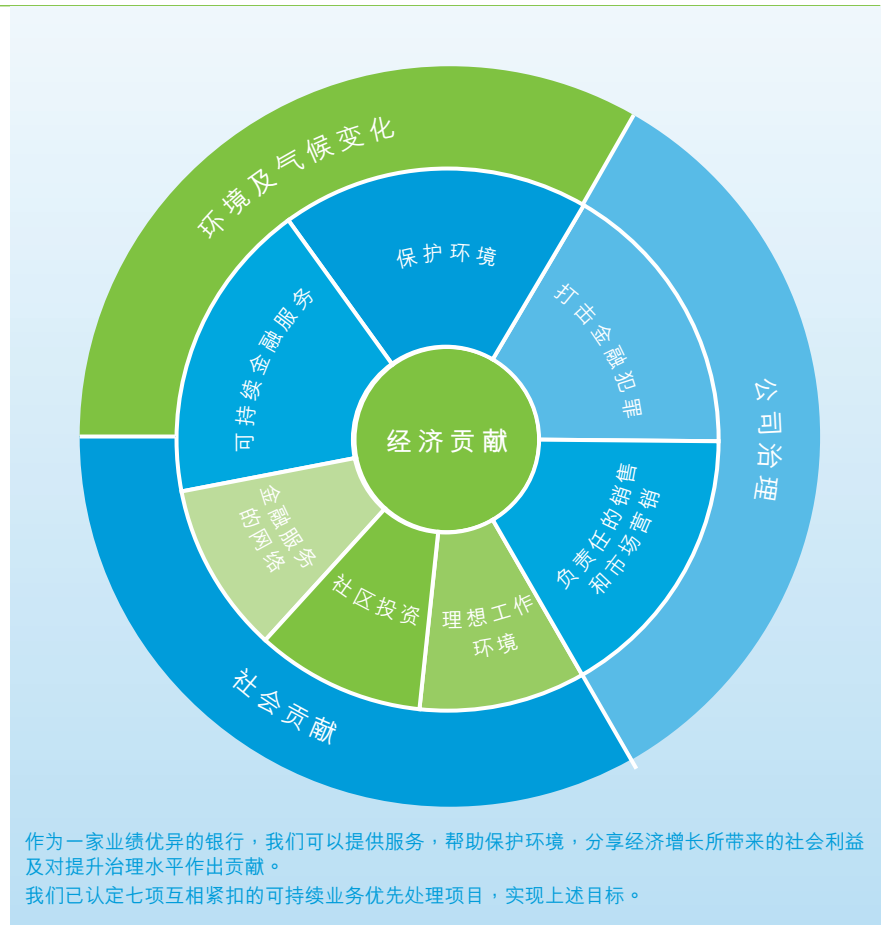 环境及气候变化
公司治理
社会贡献
保护环境
打击金融犯罪
负责任的销售
和市场营销
理想工作
环境
社区投资
金融服务
的网络
可持续金融服务
经济贡献
作为一家业绩优异的银行，我们可以提供服务，帮助保护环境，分享经济增长所带来的社会利益
及对提升治理水平作出贡献。
我们已认定七项互相紧扣的可持续业务优先处理项目，实现上述目标。